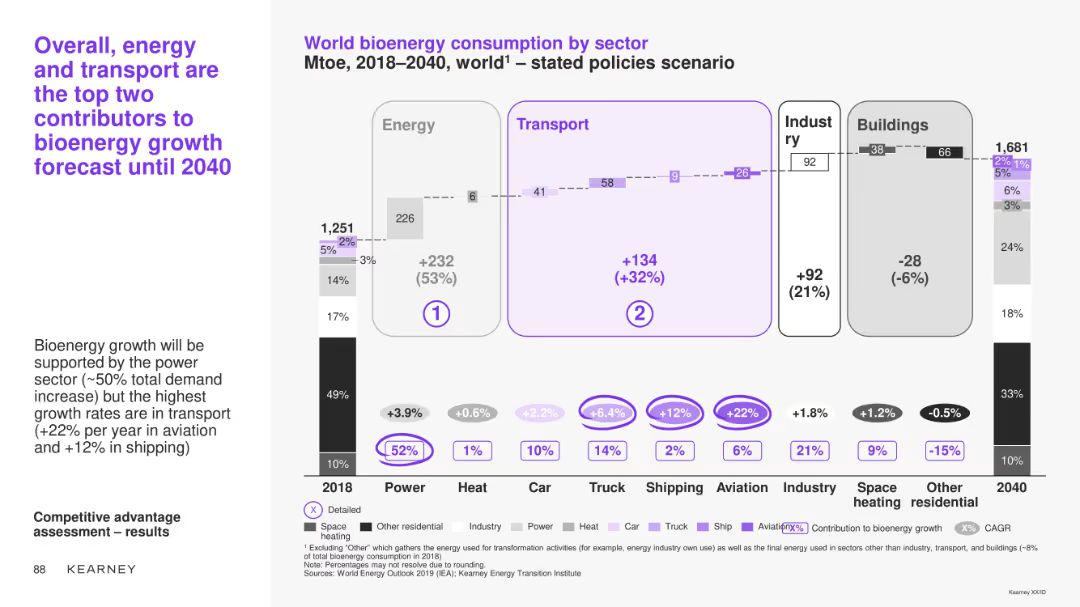 Overall, energy
and transport are
the top two
contributors to
bioenergy growth
forecast until 2040
Bioenergy growth will be
supported by the power
sector (~50% total demand
increase) but the highest
growth rates are in transport
(+22% per year in aviation
and +12% in shipping)
Competitive advantage
assessment – results
88 KEARNEY
World bioenergy consumption by sector
Mtoe, 2018–2040, world¹ – stated policies scenario
Energy
Transport
Indust
ry
Buildings
1,251
2%
5%
3%
14%
17%
49%
10%
226
6
41
58
9
26
92
38
66
1,681
2% 1%
5%
6%
3%
24%
18%
33%
10%
+232
(53%)
1
+134
(+32%)
2
+92
(21%)
-28
(-6%)
+3.9% +0.6% +2.2% +6.4% +12% +22% +1.8% +1.2% -0.5%
52% 1% 10% 14% 2% 6% 21% 9% -15%
2018 Power Heat Car Truck Shipping Aviation Industry Space heating Other residential 2040
X Detailed
Space heating Other residential Industry Power Heat Car Truck Ship Aviation X% Contribution to bioenergy growth X% CAGR
¹ Excluding "Other" which gathers the energy used for transformation activities (for example, energy industry own use) as well as the final energy used in sectors other than industry, transport, and buildings (~8%
of total bioenergy consumption in 2018)
Note: Percentages may not resolve due to rounding.
Sources: World Energy Outlook 2019 (IEA); Kearney Energy Transition Institute
Kearney XX/ID